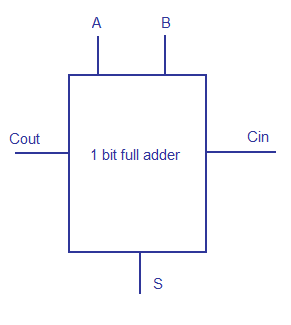 A
B
Cout
Cin
1 bit full adder
S